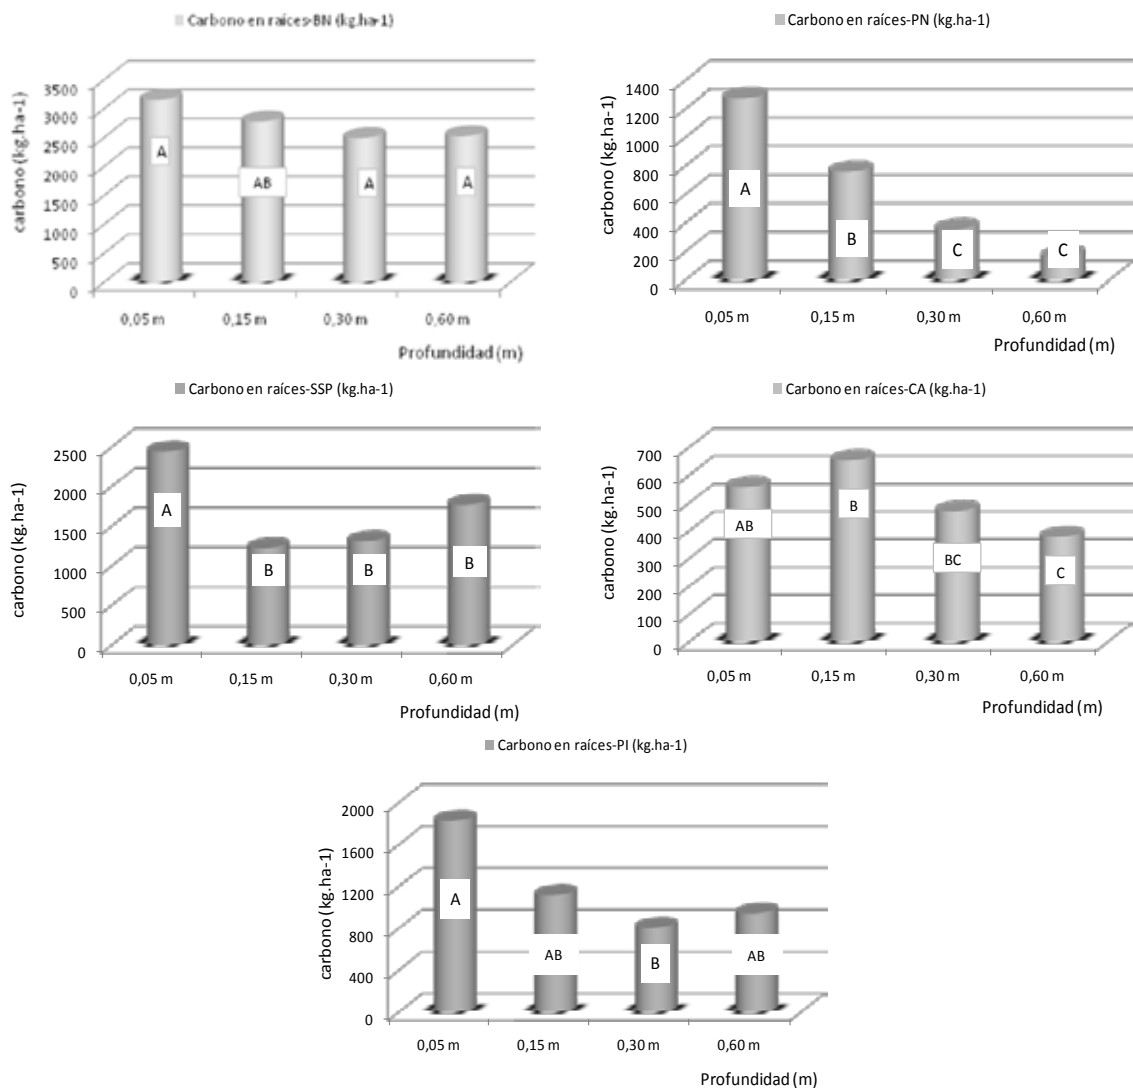 Carbono en raíces-BN (kg.ha-1)
carbono (kg.ha-1)
3500
3000
2500
2000
1500
1000
500
0
A
AB
A
A
0,05 m
0,15 m
0,30 m
0,60 m
Profundidad (m)
Carbono en raíces-PN (kg.ha-1)
carbono (kg.ha-1)
1400
1200
1000
800
600
400
200
0
A
B
C
C
0,05 m
0,15 m
0,30 m
0,60 m
Profundidad (m)
Carbono en raíces-SSP (kg.ha-1)
carbono (kg.ha-1)
2500
2000
1500
1000
500
0
A
B
B
B
0,05 m
0,15 m
0,30 m
0,60 m
Profundidad (m)
Carbono en raíces-CA (kg.ha-1)
carbono (kg.ha-1)
700
600
500
400
300
200
100
0
AB
B
BC
C
0,05 m
0,15 m
0,30 m
0,60 m
Profundidad (m)
Carbono en raíces-PI (kg.ha-1)
carbono (kg.ha-1)
2000
1600
1200
800
400
0
A
AB
B
AB
0,05 m
0,15 m
0,30 m
0,60 m
Profundidad (m)